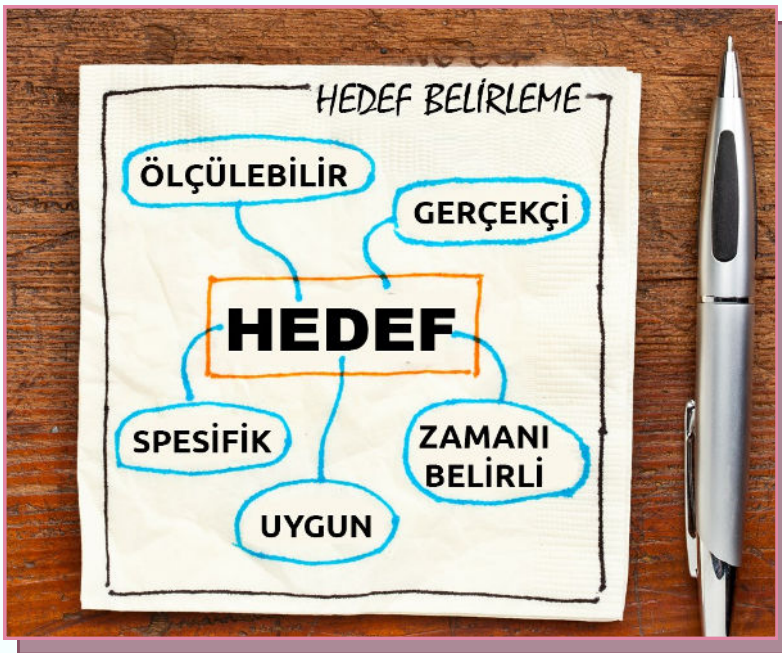 HEDEF BELİRLEME
ÖLÇÜLEBİLİR
GERÇEKÇİ
HEDEF
SPESİFİK
ZAMANI
BELİRLİ
UYGUN